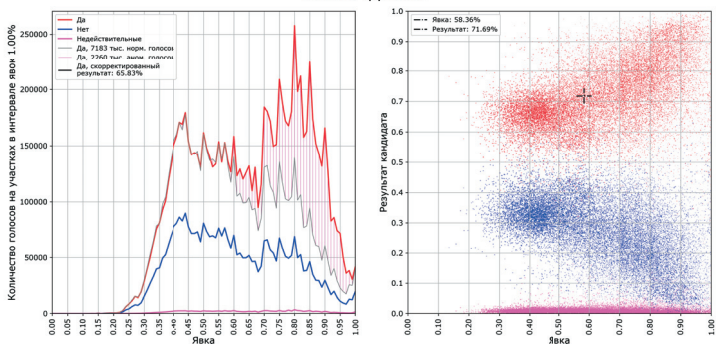 Да
Нет
Недействительные
Да, 7183 тыс. норм. голосов
Да, 2260 тыс. аном. голосов
Да, скорректированный
результат: 65.83%
Количество голосов на участках в интервале явки 1.00%
250000
200000
150000
100000
50000
0
0.00 0.05 0.10 0.15 0.20 0.25 0.30 0.35 0.40 0.45 0.50 0.55 0.60 0.65 0.70 0.75 0.80 0.85 0.90 0.95 1.00
Явка
Явка: 58.36%
Результат: 71.69%
Результат кандидата
1.0
0.9
0.8
0.7
0.6
0.5
0.4
0.3
0.2
0.1
0.0
0.00 0.10 0.20 0.30 0.40 0.50 0.60 0.70 0.80 0.90 1.00
Явка